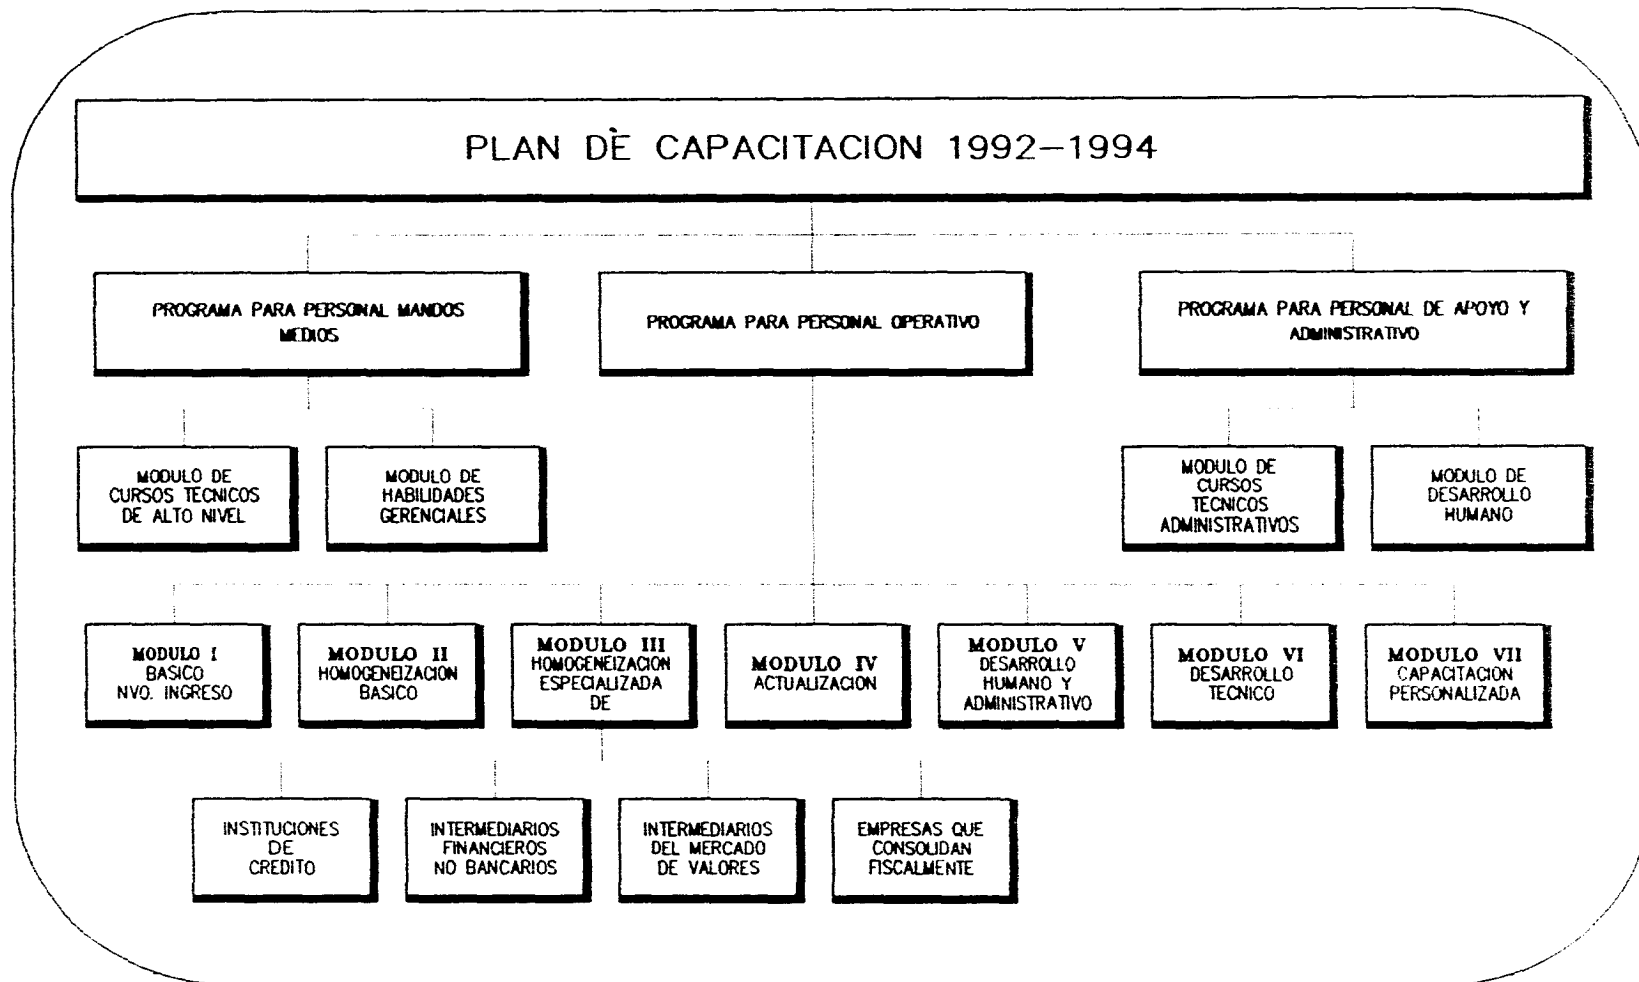 PLAN DE CAPACITACION 1992-1994
PROGRAMA PARA PERSONAL MANDOS
MEDIOS
PROGRAMA PARA PERSONAL OPERATIVO
PROGRAMA PARA PERSONAL DE APOYO Y
ADMINISTRATIVO
MODULO DE
CURSOS TECNICOS
DE ALTO NIVEL
MODULO DE
HABILIDADES
GERENCIALES
MODULO DE
CURSOS
TECNICOS
ADMINISTRATIVOS
MODULO DE
DESARROLLO
HUMANO
MODULO I
BASICO
NVO. INGRESO
MODULO II
HOMOGENEIZACION
BASICO
MODULO III
HOMOGENEIZACION
ESPECIALIZADA
DE
MODULO IV
ACTUALIZACION
MODULO V
DESARROLLO
HUMANO Y
ADMINISTRATIVO
MODULO VI
DESARROLLO
TECNICO
MODULO VII
CAPACITACION
PERSONALIZADA
INSTITUCIONES
DE
CREDITO
INTERMEDIARIOS
FINANCIEROS
NO BANCARIOS
INTERMEDIARIOS
DEL MERCADO
DE VALORES
EMPRESAS QUE
CONSOLIDAN
FISCALMENTE